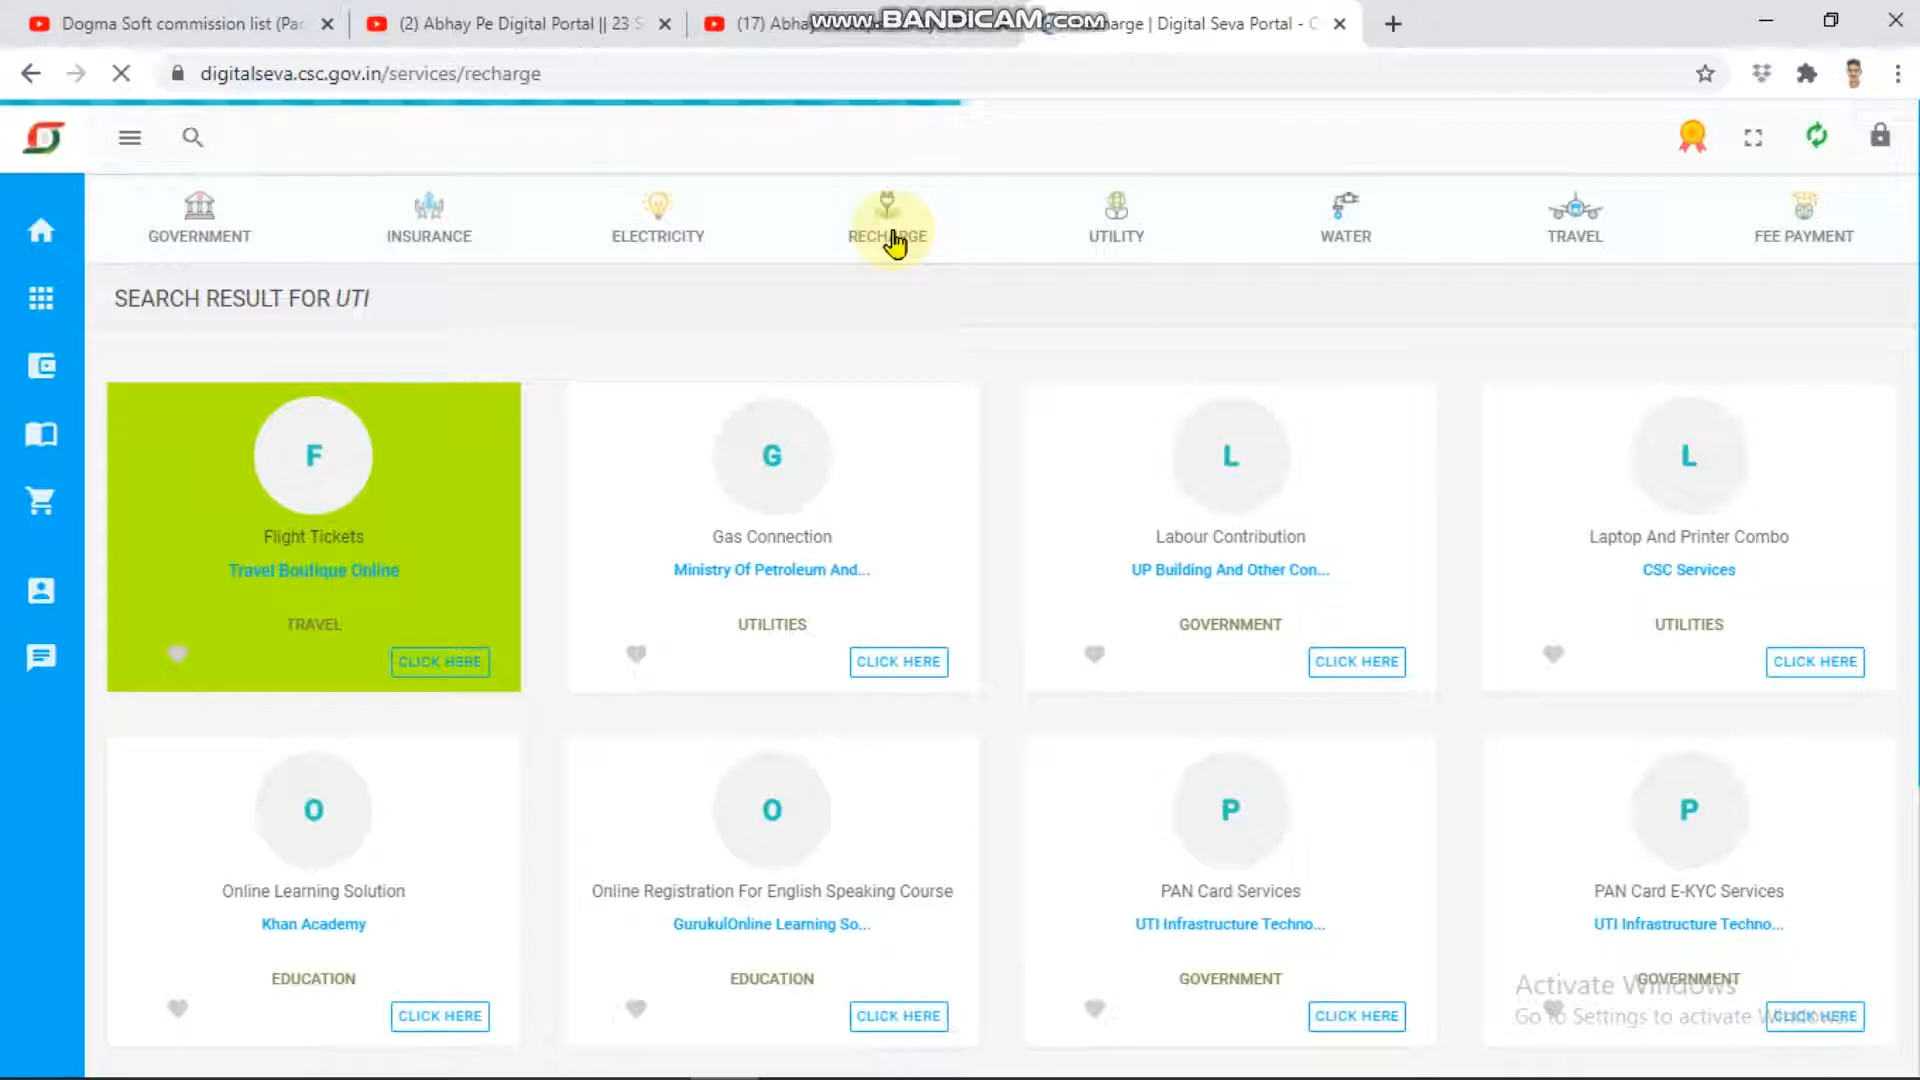 Dogma Soft commission list (Pac
(2) Abhay Pe Digital Portal || 23 S
(17) Abha
www.BANDICAM.com
harge | Digital Seva Portal - C
digitalseva.csc.gov.in/services/recharge
GOVERNMENT
INSURANCE
ELECTRICITY
RECHARGE
UTILITY
WATER
TRAVEL
FEE PAYMENT
SEARCH RESULT FOR UTI
F
G
L
L
Flight Tickets
Gas Connection
Labour Contribution
Laptop And Printer Combo
Travel Boutique Online
Ministry Of Petroleum And...
UP Building And Other Con...
CSC Services
TRAVEL
UTILITIES
GOVERNMENT
UTILITIES
CLICK HERE
CLICK HERE
CLICK HERE
CLICK HERE
O
O
P
P
Online Learning Solution
Online Registration For English Speaking Course
PAN Card Services
PAN Card E-KYC Services
Khan Academy
GurukulOnline Learning So...
UTI Infrastructure Techno...
UTI Infrastructure Techno...
EDUCATION
EDUCATION
GOVERNMENT
GOVERNMENT
CLICK HERE
CLICK HERE
CLICK HERE
CLICK HERE
Activate Windows
Go to Settings to activate Windows.